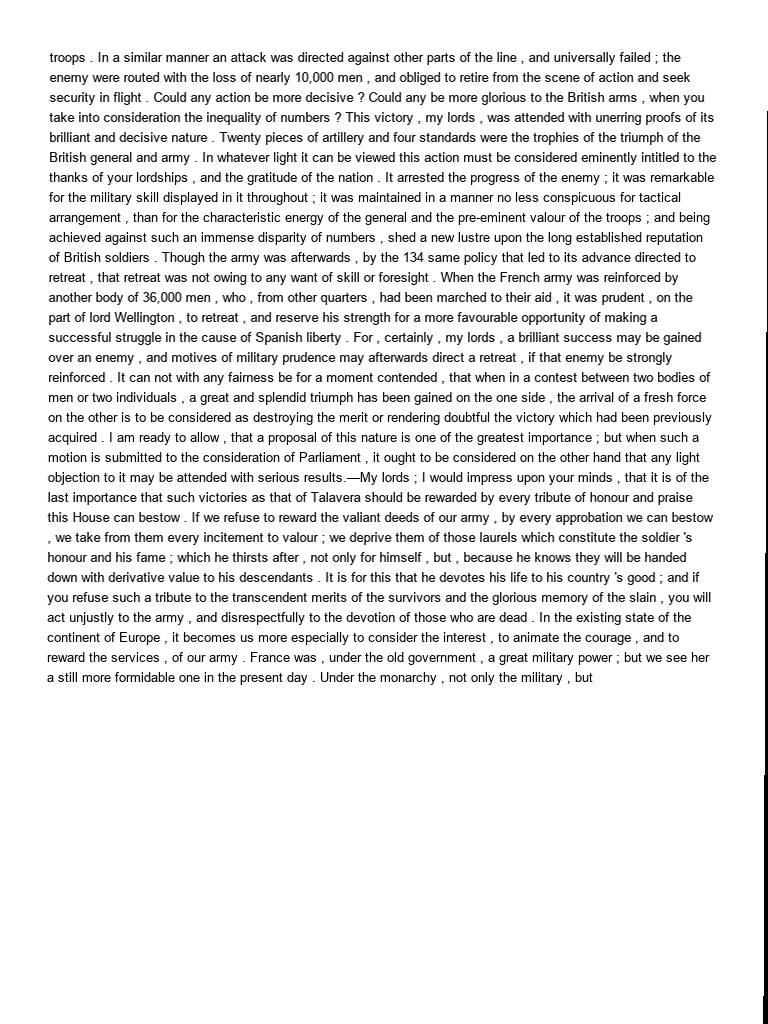 troops . In a similar manner an attack was directed against other parts of the line , and universally failed ; the
enemy were routed with the loss of nearly 10,000 men , and obliged to retire from the scene of action and seek
security in flight . Could any action be more decisive ? Could any be more glorious to the British arms , when you
take into consideration the inequality of numbers ? This victory , my lords , was attended with unerring proofs of its
brilliant and decisive nature . Twenty pieces of artillery and four standards were the trophies of the triumph of the
British general and army . In whatever light it can be viewed this action must be considered eminently intitled to the
thanks of your lordships , and the gratitude of the nation . It arrested the progress of the enemy ; it was remarkable
for the military skill displayed in it throughout ; it was maintained in a manner no less conspicuous for tactical
arrangement , than for the characteristic energy of the general and the pre-eminent valour of the troops ; and being
achieved against such an immense disparity of numbers , shed a new lustre upon the long established reputation
of British soldiers . Though the army was afterwards , by the 134 same policy that led to its advance directed to
retreat , that retreat was not owing to any want of skill or foresight . When the French army was reinforced by
another body of 36,000 men , who , from other quarters , had been marched to their aid , it was prudent , on the
part of lord Wellington , to retreat , and reserve his strength for a more favourable opportunity of making a
successful struggle in the cause of Spanish liberty . For , certainly , my lords , a brilliant success may be gained
over an enemy , and motives of military prudence may afterwards direct a retreat , if that enemy be strongly
reinforced . It can not with any fairness be for a moment contended , that when in a contest between two bodies of
men or two individuals , a great and splendid triumph has been gained on the one side , the arrival of a fresh force
on the other is to be considered as destroying the merit or rendering doubtful the victory which had been previously
acquired . I am ready to allow , that a proposal of this nature is one of the greatest importance ; but when such a
motion is submitted to the consideration of Parliament , it ought to be considered on the other hand that any light
objection to it may be attended with serious results.—My lords ; I would impress upon your minds , that it is of the
last importance that such victories as that of Talavera should be rewarded by every tribute of honour and praise
this House can bestow . If we refuse to reward the valiant deeds of our army , by every approbation we can bestow
, we take from them every incitement to valour ; we deprive them of those laurels which constitute the soldier 's
honour and his fame ; which he thirsts after , not only for himself , but , because he knows they will be handed
down with derivative value to his descendants . It is for this that he devotes his life to his country 's good ; and if
you refuse such a tribute to the transcendent merits of the survivors and the glorious memory of the slain , you will
act unjustly to the army , and disrespectfully to the devotion of those who are dead . In the existing state of the
continent of Europe , it becomes us more especially to consider the interest , to animate the courage , and to
reward the services , of our army . France was , under the old government , a great military power ; but we see her
a still more formidable one in the present day . Under the monarchy , not only the military , but